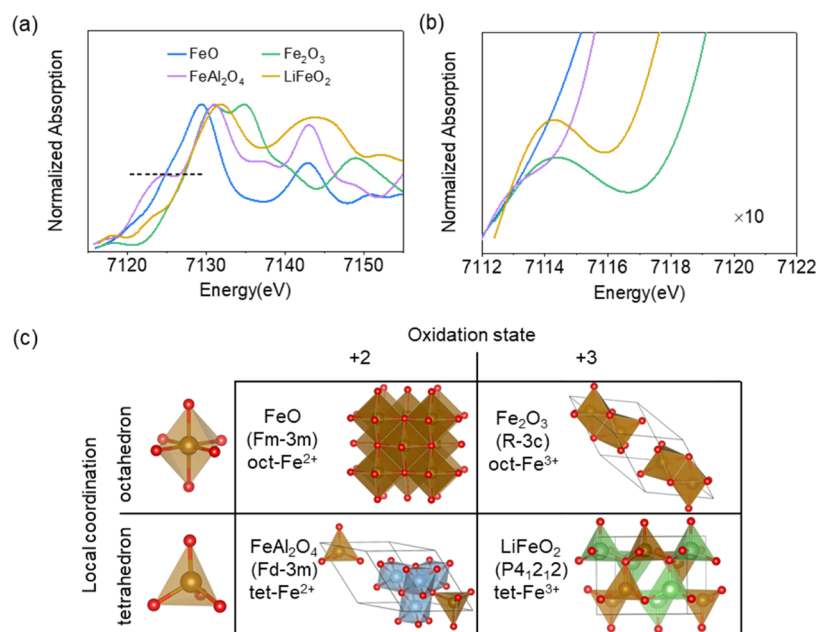 (a)
FeO
Fe₂O₃
FeAl₂O₄
LiFeO₂
Normalized Absorption
7120 7130 7140 7150
Energy(eV)
(b)
Normalized Absorption
×10
7112 7114 7116 7118 7120 7122
Energy(eV)
(c)
Oxidation state
+2
+3
Local coordination
octahedron
FeO
(Fm-3m)
oct-Fe²⁺
Fe₂O₃
(R-3c)
oct-Fe³⁺
tetrahedron
FeAl₂O₄
(Fd-3m)
tet-Fe²⁺
LiFeO₂
(P4₁2₁2)
tet-Fe³⁺